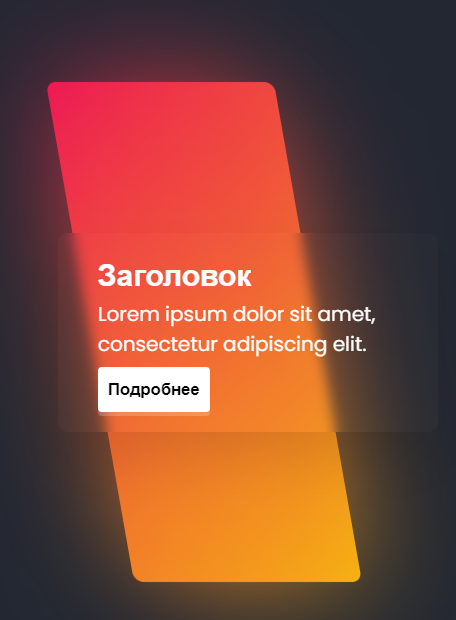 Заголовок
Lorem ipsum dolor sit amet,
consectetur adipiscing elit.
Подробнее